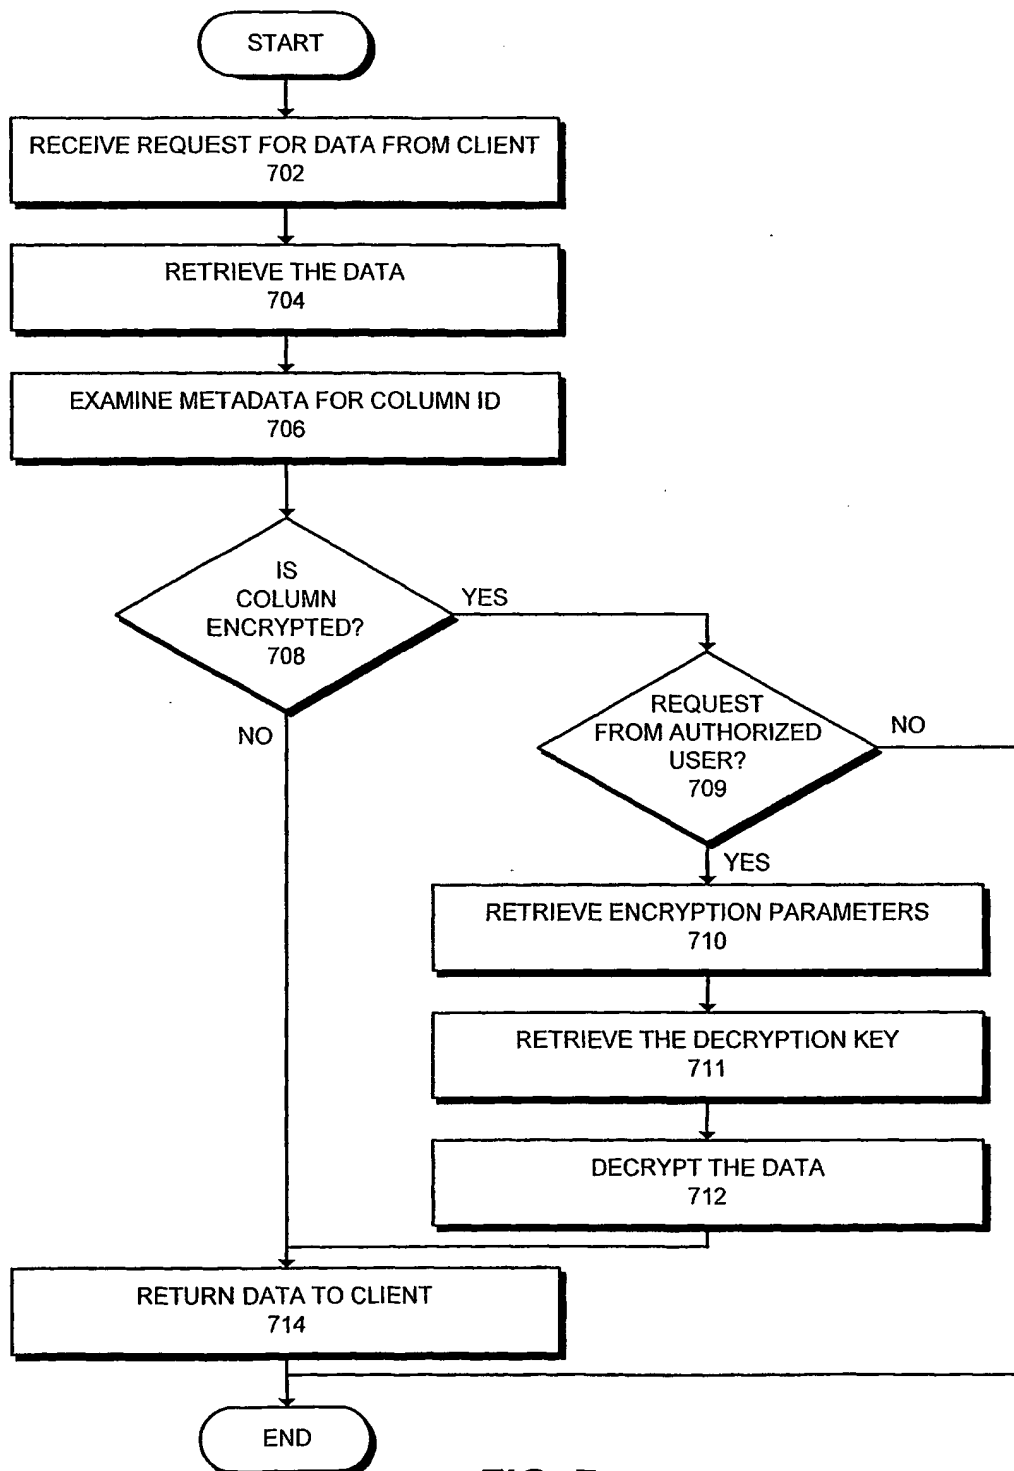 START
RECEIVE REQUEST FOR DATA FROM CLIENT
702
RETRIEVE THE DATA
704
EXAMINE METADATA FOR COLUMN ID
706
IS
COLUMN
ENCRYPTED?
708
YES
NO
REQUEST
FROM AUTHORIZED
USER?
709
NO
YES
RETRIEVE ENCRYPTION PARAMETERS
710
RETRIEVE THE DECRYPTION KEY
711
DECRYPT THE DATA
712
RETURN DATA TO CLIENT
714
END